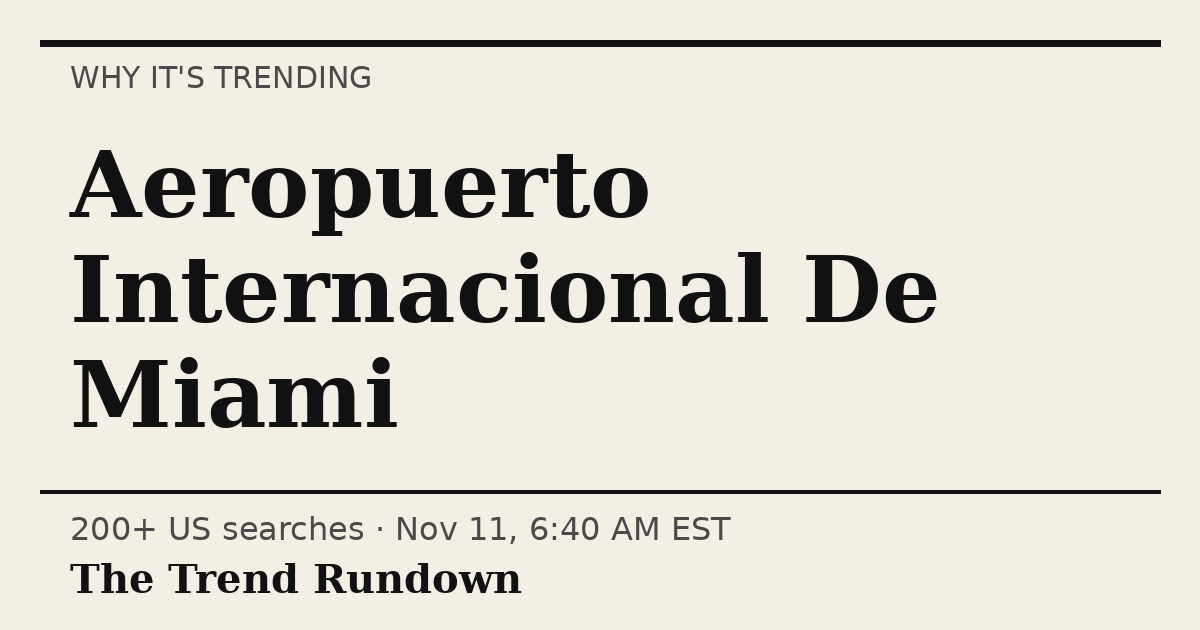 WHY IT'S TRENDING
Aeropuerto
Internacional De
Miami
200+ US searches · Nov 11, 6:40 AM EST
The Trend Rundown